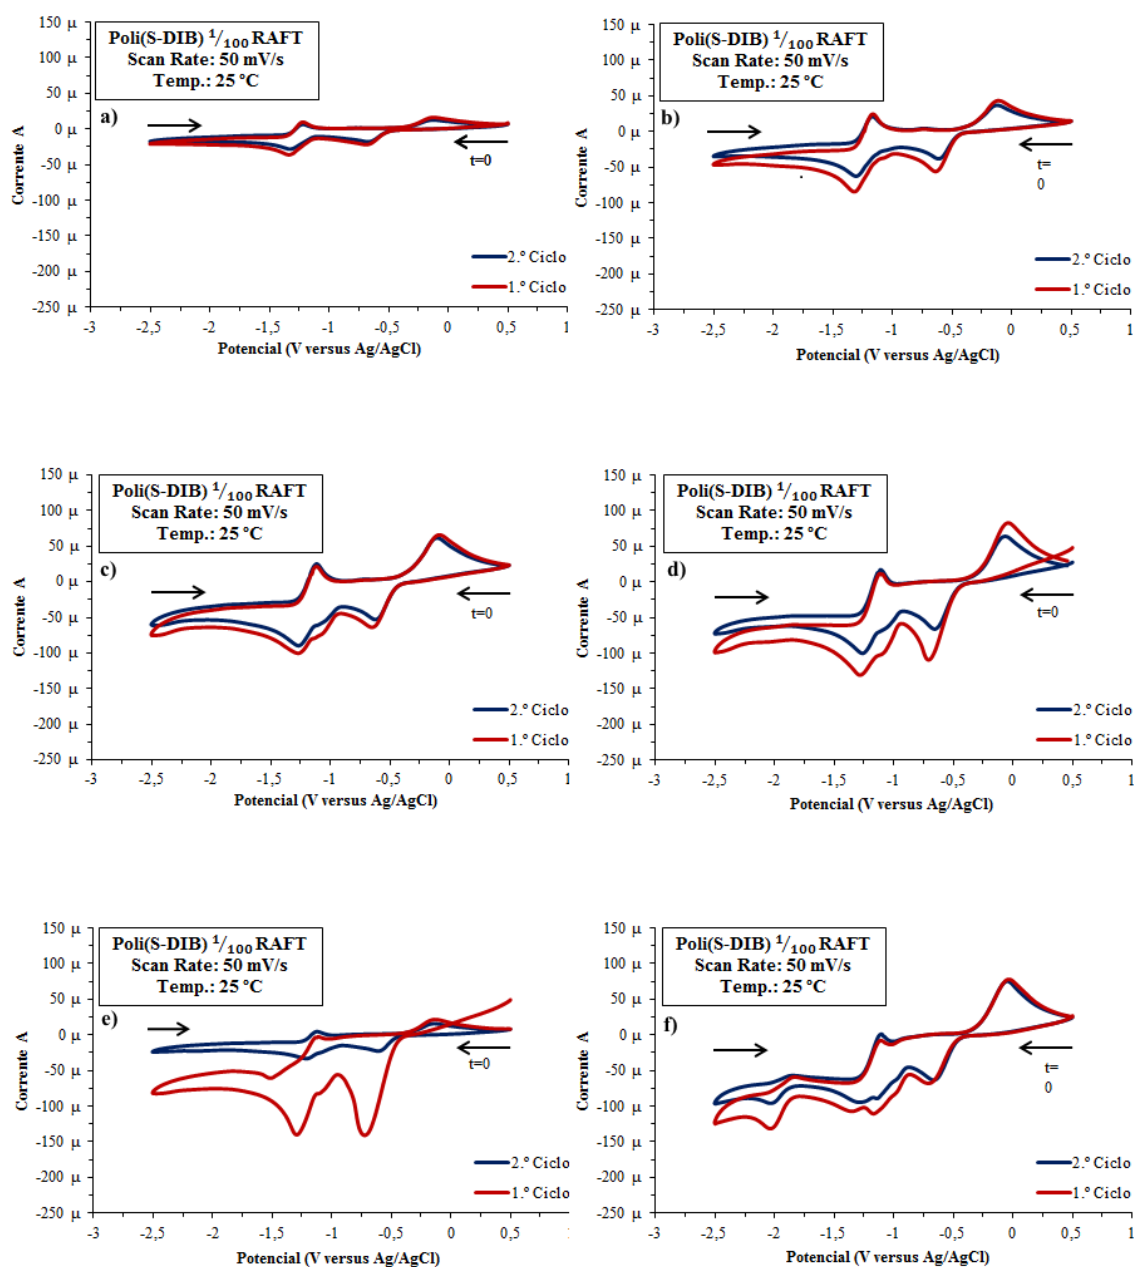 150 µ
100 µ
50 µ
0 µ
-50 µ
-100 µ
-150 µ
-200 µ
-250 µ
Corrente A
Poli(S-DIB) 1/100 RAFT
Scan Rate: 50 mV/s
Temp.: 25 ºC
a)
t=0
2.º Ciclo
1.º Ciclo
-3 -2,5 -2 -1,5 -1 -0,5 0 0,5 1
Potencial (V versus Ag/AgCl)
150 µ
100 µ
50 µ
0 µ
-50 µ
-100 µ
-150 µ
-200 µ
-250 µ
Corrente A
Poli(S-DIB) 1/100 RAFT
Scan Rate: 50 mV/s
Temp.: 25 ºC
b)
t=
0
2.º Ciclo
1.º Ciclo
-3 -2,5 -2 -1,5 -1 -0,5 0 0,5 1
Potencial (V versus Ag/AgCl)
150 µ
100 µ
50 µ
0 µ
-50 µ
-100 µ
-150 µ
-200 µ
-250 µ
Corrente A
Poli(S-DIB) 1/100 RAFT
Scan Rate: 50 mV/s
Temp.: 25 ºC
c)
t=0
2.º Ciclo
1.º Ciclo
-3 -2,5 -2 -1,5 -1 -0,5 0 0,5 1
Potencial (V versus Ag/AgCl)
150 µ
100 µ
50 µ
0 µ
-50 µ
-100 µ
-150 µ
-200 µ
-250 µ
Corrente A
Poli(S-DIB) 1/100 RAFT
Scan Rate: 50 mV/s
Temp.: 25 ºC
d)
t=0
2.º Ciclo
1.º Ciclo
-3 -2,5 -2 -1,5 -1 -0,5 0 0,5 1
Potencial (V versus Ag/AgCl)
150 µ
100 µ
50 µ
0 µ
-50 µ
-100 µ
-150 µ
-200 µ
-250 µ
Corrente A
Poli(S-DIB) 1/100 RAFT
Scan Rate: 50 mV/s
Temp.: 25 ºC
e)
t=0
2.º Ciclo
1.º Ciclo
-3 -2,5 -2 -1,5 -1 -0,5 0 0,5 1
Potencial (V versus Ag/AgCl)
150 µ
100 µ
50 µ
0 µ
-50 µ
-100 µ
-150 µ
-200 µ
-250 µ
Corrente A
Poli(S-DIB) 1/100 RAFT
Scan Rate: 50 mV/s
Temp.: 25 ºC
f)
t=
0
2.º Ciclo
1.º Ciclo
-3 -2,5 -2 -1,5 -1 -0,5 0 0,5 1
Potencial (V versus Ag/AgCl)